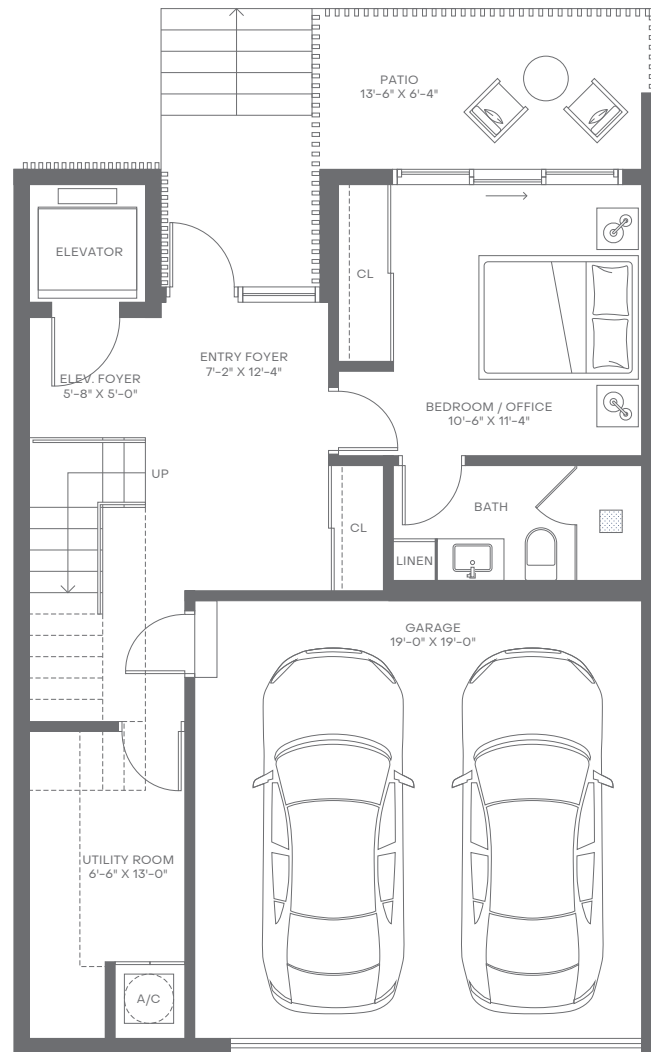 PATIO
13'-6" X 6'-4"
ELEVATOR
CL
ENTRY FOYER
7'-2" X 12'-4"
ELEV. FOYER
5'-8" X 5'-0"
BEDROOM / OFFICE
10'-6" X 11'-4"
UP
BATH
CL
LINEN
GARAGE
19'-0" X 19'-0"
UTILITY ROOM
6'-6" X 13'-0"
A/C